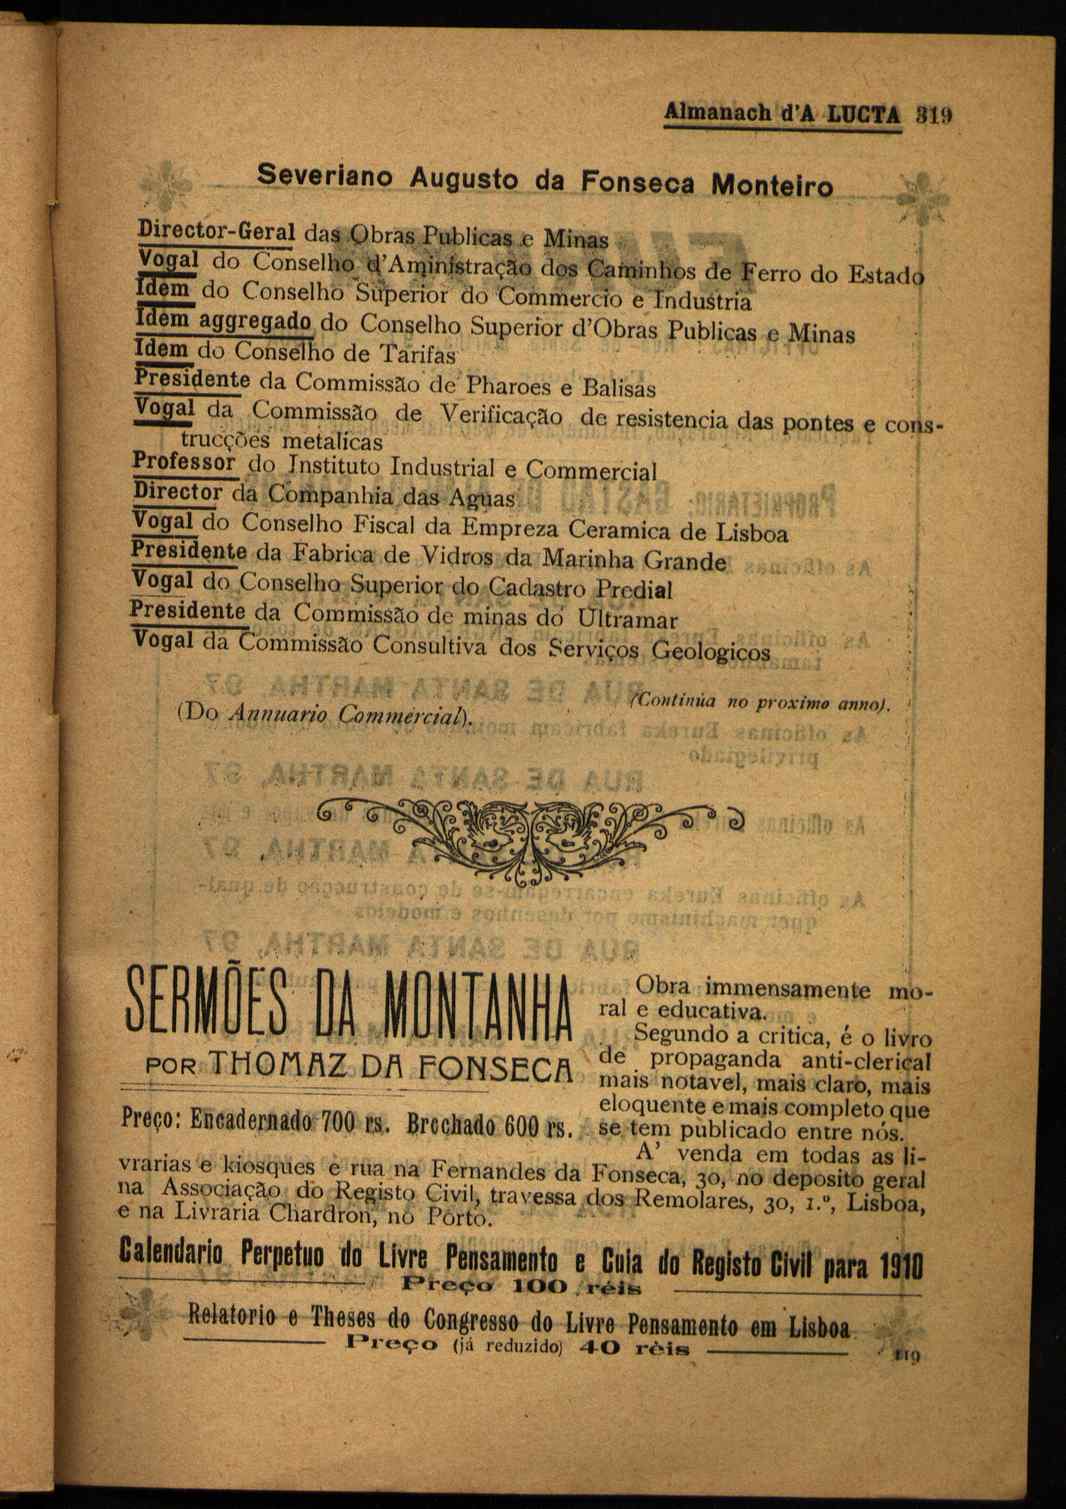 Almanach d'A LUCTA 319
Severiano Augusto da Fonseca Monteiro
Director-Geral das Obras Publicas e Minas
Vogal do Conselho d'Aministração dos Caminhos de Ferro do Estado
Idem do Conselho Superior do Commercio e Industria
Idem aggregado do Conselho Superior d'Obras Publicas e Minas
Idem do Conselho de Tarifas
Presidente da Commissão de Pharoes e Balisas
Vogal da Commissão de Verificação de resistencia das pontes e cons-
trucções metalicas
Professor do Instituto Industrial e Commercial
Director da Companhia das Aguas
Vogal do Conselho Fiscal da Empreza Ceramica de Lisboa
Presidente da Fabrica de Vidros da Marinha Grande
Vogal do Conselho Superior do Cadastro Predial
Presidente da Commissão de minas do Ultramar
Vogal da Commissão Consultiva dos Serviços Geologicos
(Continúa no proximo anno).
(Do Annuario Commercial).
SERMÕES DA MONTANHA
POR THOMAZ DA FONSECA
Preço: Encadernado 700 rs. Brochado 600 rs.
Obra immensamente mo-
ral e educativa.
Segundo a critica, é o livro
de propaganda anti-clerical
mais notavel, mais claro, mais
eloquente e mais completo que
se tem publicado entre nós.
A' venda em todas as li-
vrarias e kiosques e rua na Fernandes da Fonseca, 30, no deposito geral
na Associação do Registo Civil, travessa dos Remolares, 30, 1.º, Lisboa,
e na Livraria Chardron, no Porto.
Calendario Perpetuo do Livre Pensamento e Guia do Registo Civil para 1910
Preço 100 réis
Relatorio e Theses do Congresso do Livre Pensamento em Lisboa
Preço (já reduzido) 40 réis
119